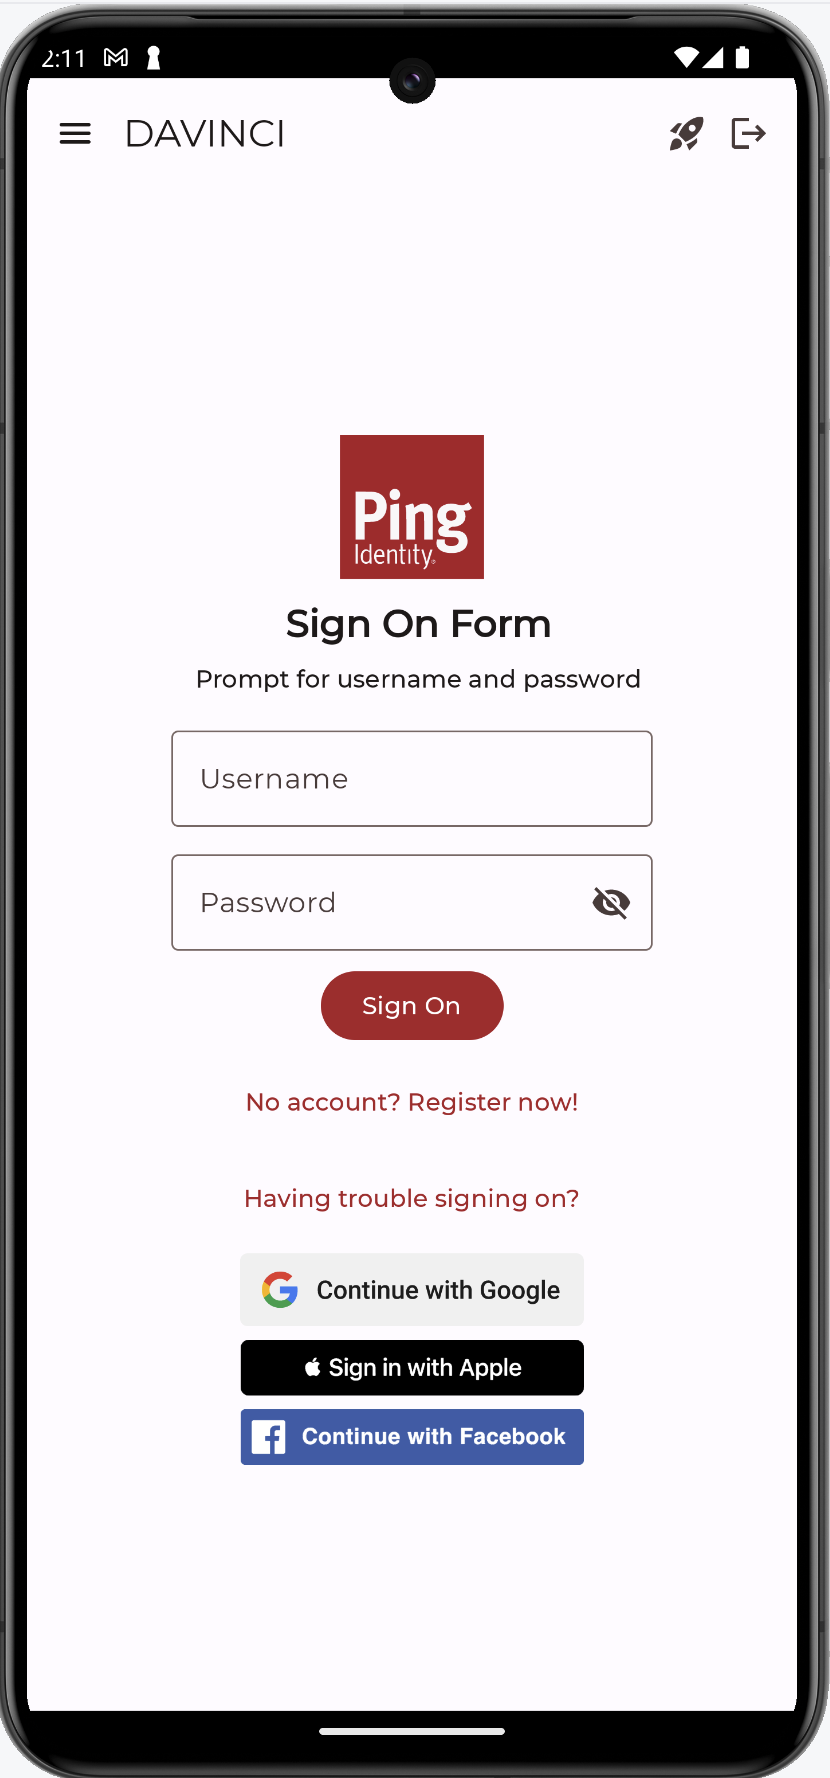 2:11
DAVINCI
Ping
Identity®
Sign On Form
Prompt for username and password
Username
Password
Sign On
No account? Register now!
Having trouble signing on?
Continue with Google
Sign in with Apple
Continue with Facebook